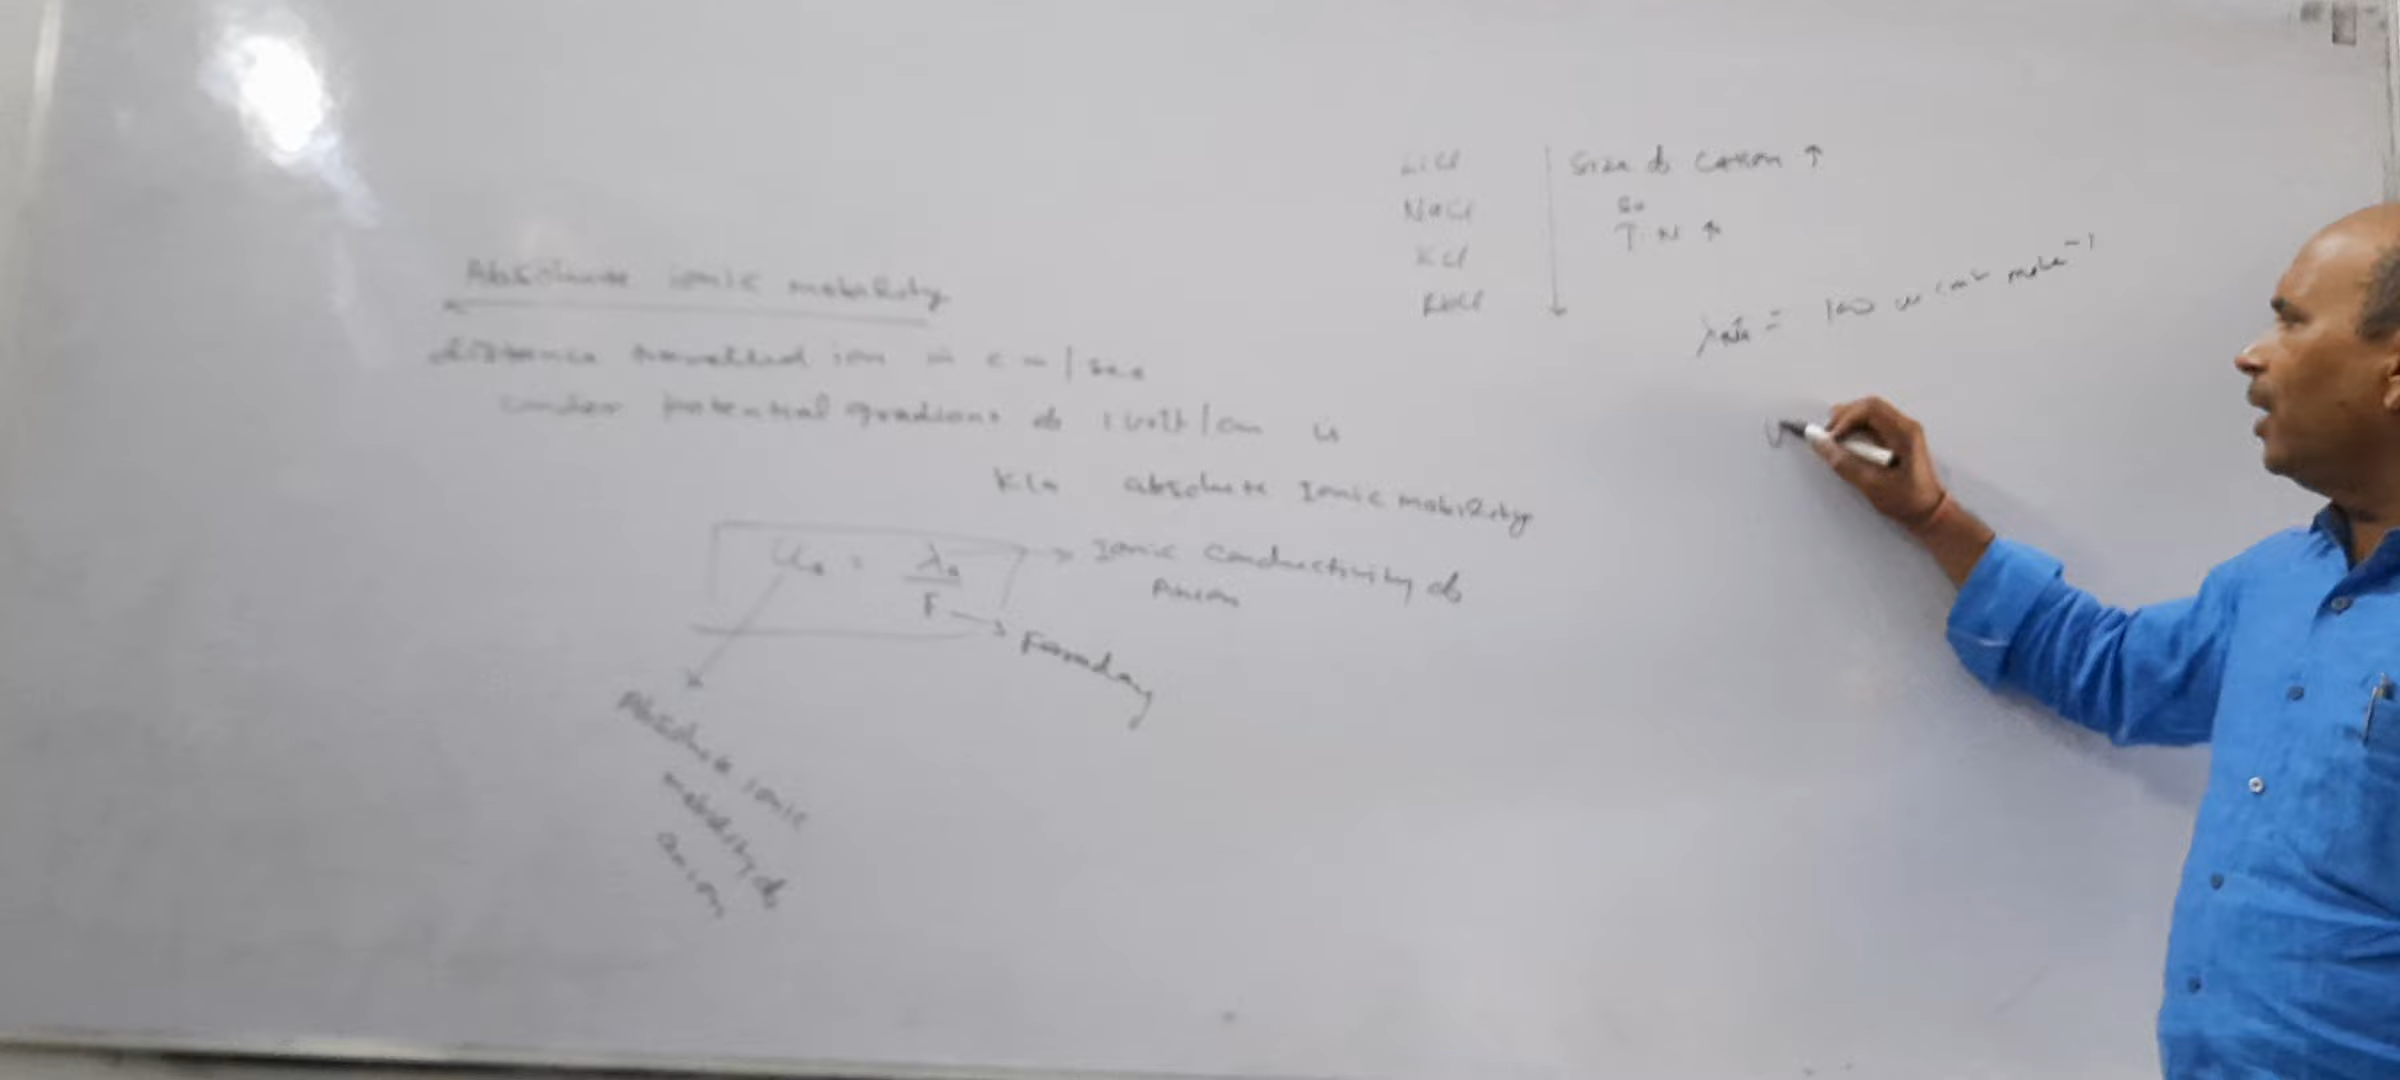 Absolute ionic mobility
distance travelled ion in cm/sec
under potential gradient of 1 volt/cm is
K/a absolute Ionic mobility
u_a = λ_a / F
Ionic Conductivity of
Anion
Faraday
Absolute ionic
mobility of
anion
LiCl
NaCl
KCl
RbCl
Size of Cation ↑
So
T.N ↑
= 100 cm² mole⁻¹